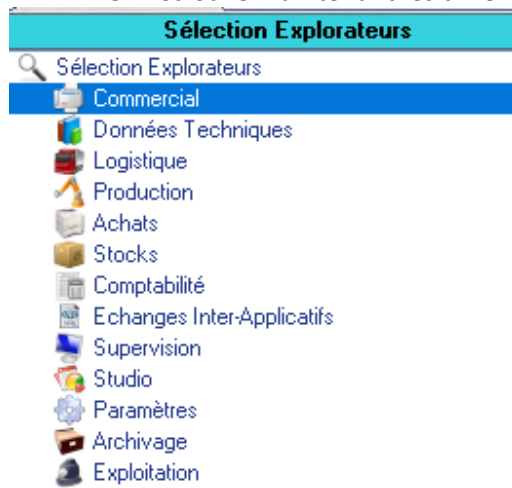 Sélection Explorateurs
Sélection Explorateurs
Commercial
Données Techniques
Logistique
Production
Achats
Stocks
Comptabilité
Echanges Inter-Applicatifs
Supervision
Studio
Paramètres
Archivage
Exploitation